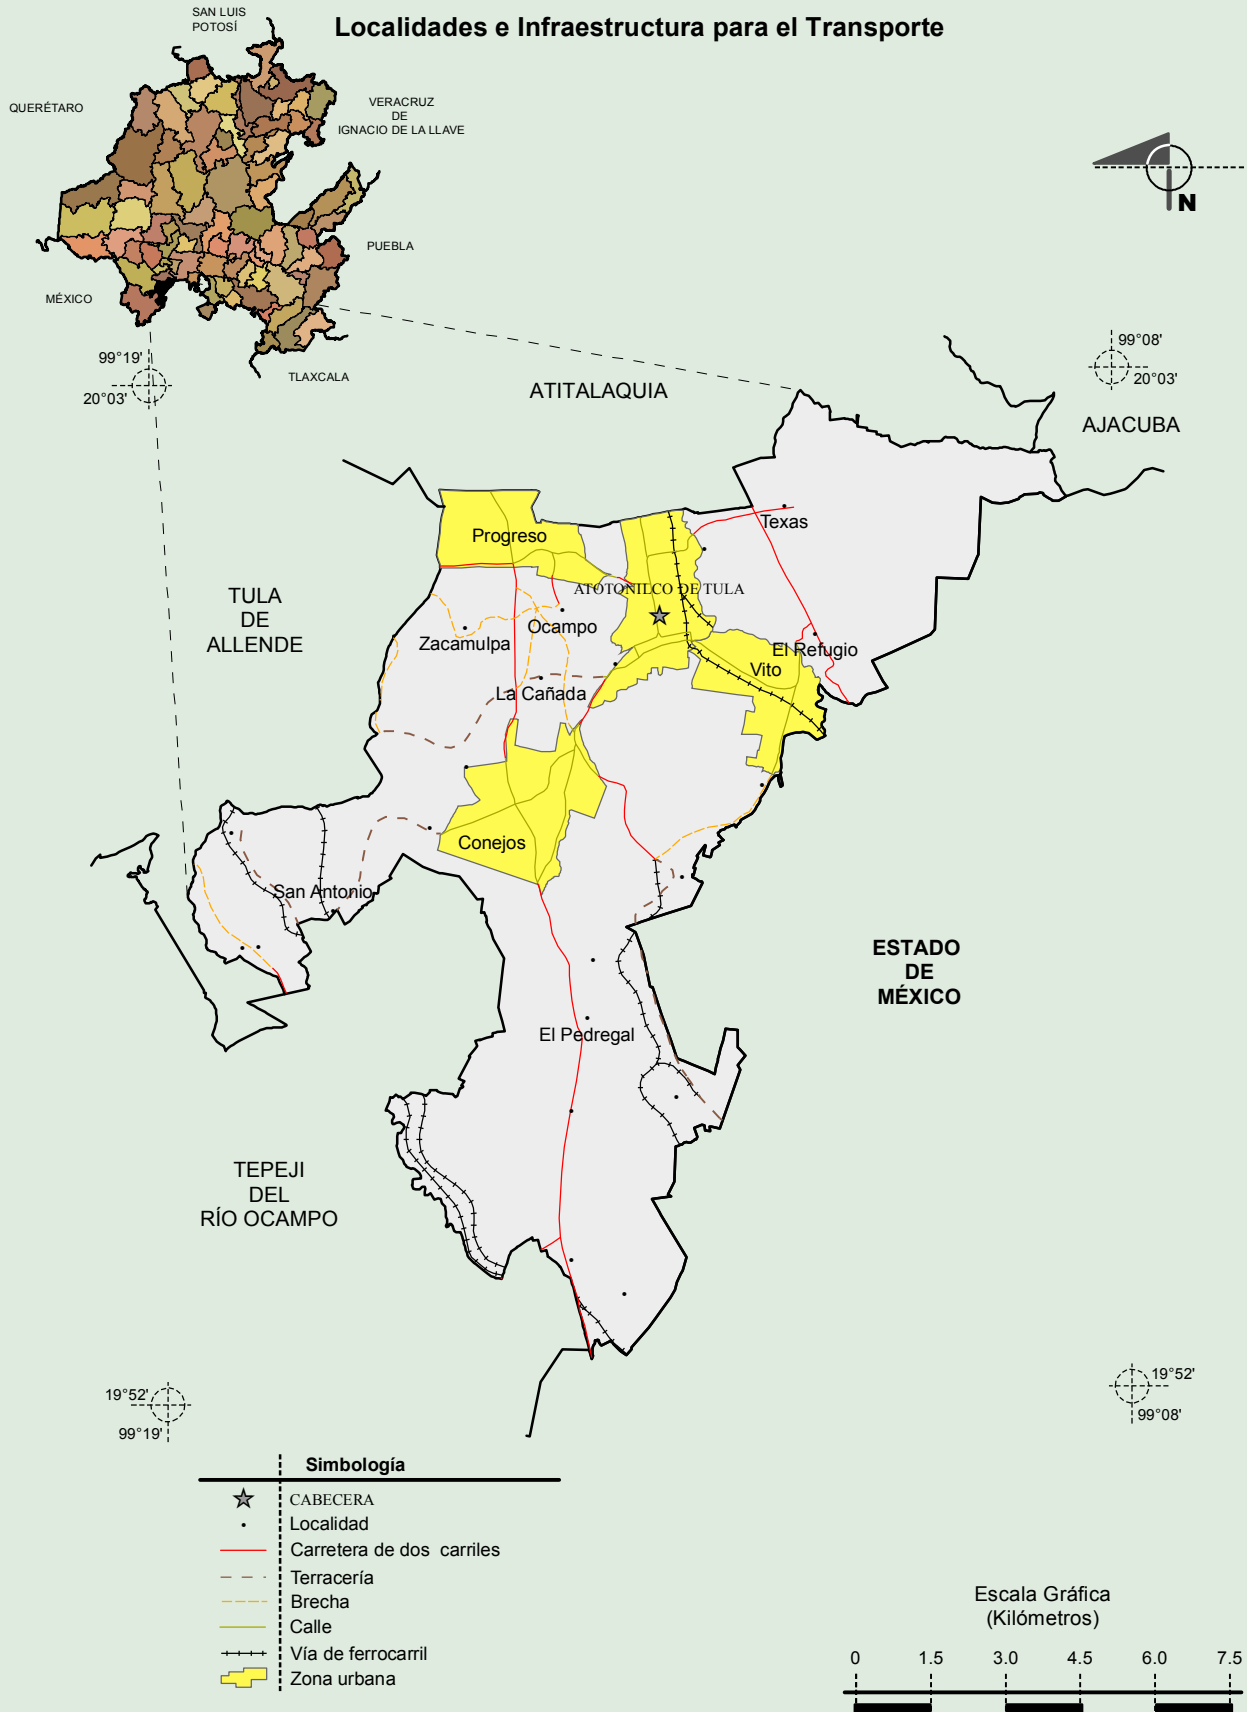 Localidades e Infraestructura para el Transporte
SAN LUIS
POTOSÍ
QUERÉTARO
VERACRUZ
DE
IGNACIO DE LA LLAVE
PUEBLA
MÉXICO
TLAXCALA
N
99°19'
20°03'
99°08'
20°03'
ATITALAQUIA
AJACUBA
TULA
DE
ALLENDE
Progreso
Texas
ATOTONILCO DE TULA
Ocampo
Zacamulpa
El Refugio
Vito
La Cañada
Conejos
San Antonio
El Pedregal
ESTADO
DE
MÉXICO
TEPEJI
DEL
RÍO OCAMPO
19°52'
99°19'
19°52'
99°08'
Simbología
CABECERA
Localidad
Carretera de dos carriles
Terracería
Brecha
Calle
Vía de ferrocarril
Zona urbana
Escala Gráfica
(Kilómetros)
0 1.5 3.0 4.5 6.0 7.5